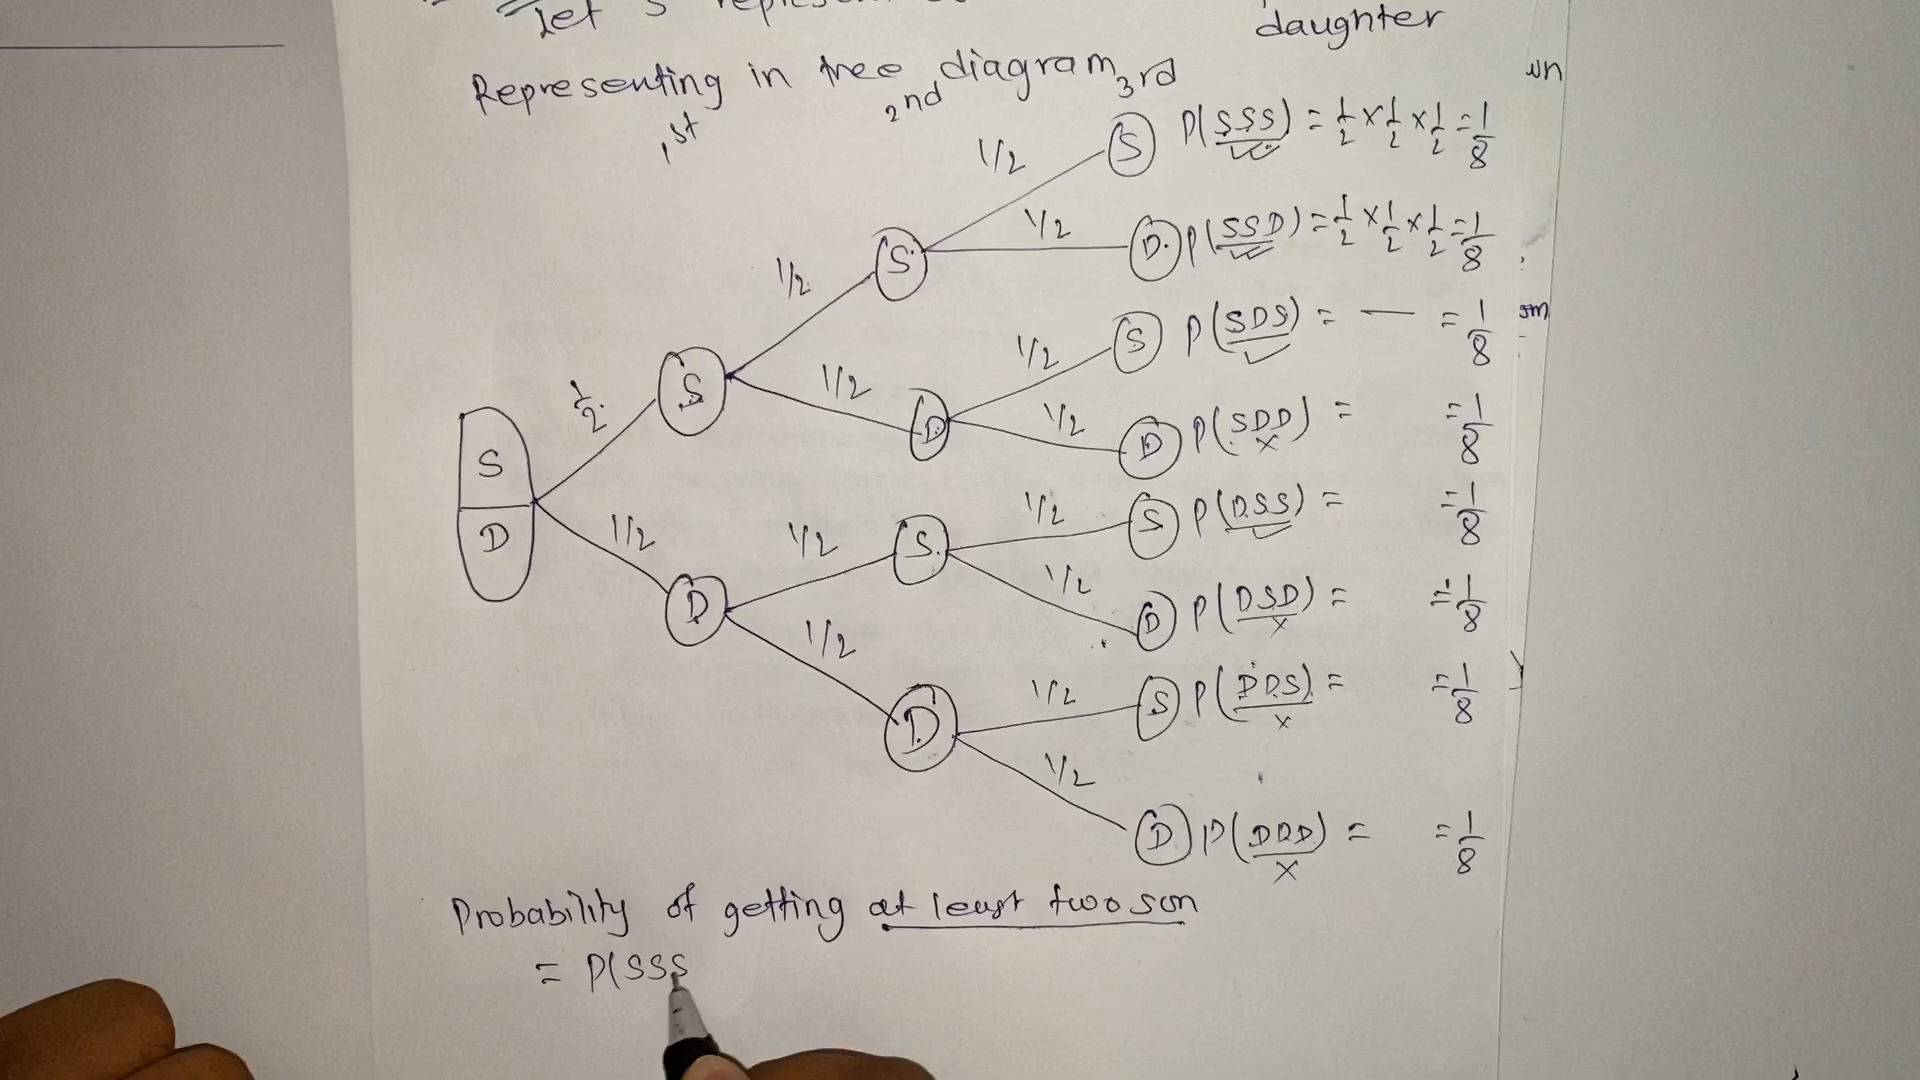 Let S represent
daughter
Representing in tree diagram,
1st 2nd 3rd
wn
1/2 S P(SSS) = 1/2 × 1/2 × 1/2 = 1/8
1/2 D P(SSD) = 1/2 × 1/2 × 1/2 = 1/8
1/2 S
1/2 S P(SDS) = — = 1/8
sm
1/2 S 1/2 D
1/2 D P(SDD) = = 1/8
S
D
1/2 S P(DSS) = = 1/8
1/2 D 1/2 S
1/2 D P(DSD) = = 1/8
1/2 D
1/2 S P(DDS) = = 1/8
1/2 D P(DDD) = = 1/8
Probability of getting at least two son
= P(SSS